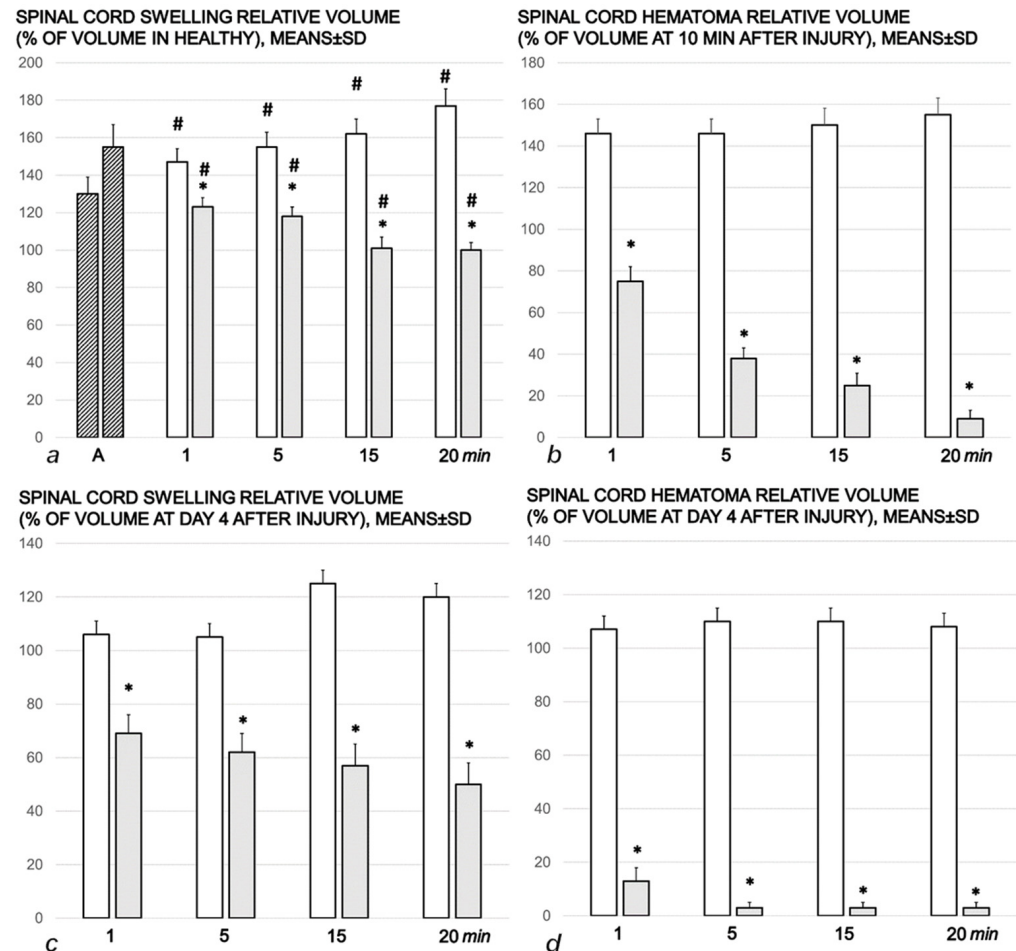 SPINAL CORD SWELLING RELATIVE VOLUME
(% OF VOLUME IN HEALTHY), MEANS±SD
200
180
160
140
120
100
80
60
40
20
0
# # # #
# # # #
* * * *
a A 1 5 15 20 min
SPINAL CORD HEMATOMA RELATIVE VOLUME
(% OF VOLUME AT 10 MIN AFTER INJURY), MEANS±SD
180
160
140
120
100
80
60
40
20
0
* * * *
b 1 5 15 20 min
SPINAL CORD SWELLING RELATIVE VOLUME
(% OF VOLUME AT DAY 4 AFTER INJURY), MEANS±SD
140
120
100
80
60
40
20
0
* * * *
c 1 5 15 20 min
SPINAL CORD HEMATOMA RELATIVE VOLUME
(% OF VOLUME AT DAY 4 AFTER INJURY), MEANS±SD
140
120
100
80
60
40
20
0
* * * *
d 1 5 15 20 min